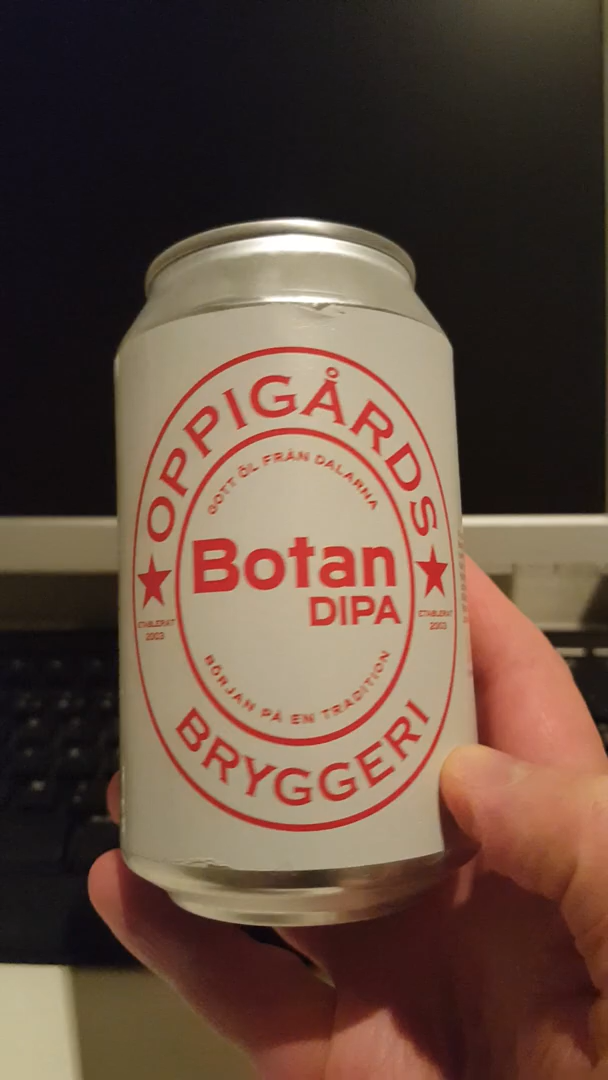 OPPIGÅRDS
GOTT ÖL FRÅN DALARNA
Botan
DIPA
ETABLERAT
2003
ETABLERAT
2003
BÖRJAN PÅ EN TRADITION
BRYGGERI